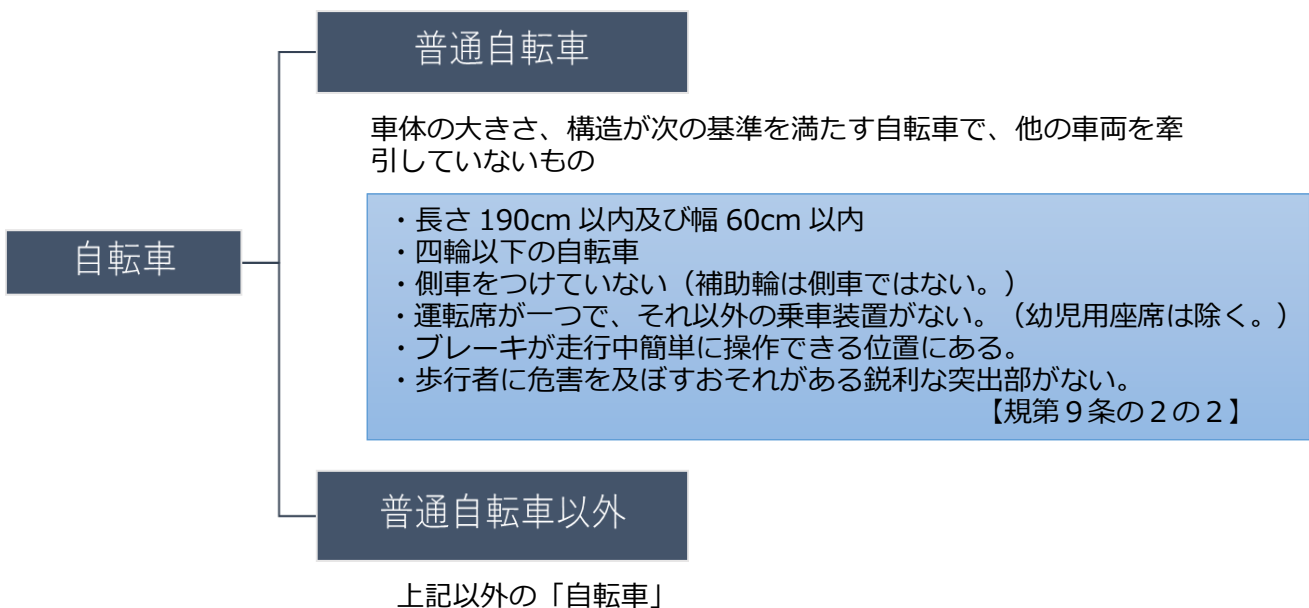 普通自転車
車体の大きさ、構造が次の基準を満たす自転車で、他の車両を牽
引していないもの
自転車
・長さ 190cm 以内及び幅 60cm 以内
・四輪以下の自転車
・側車をつけていない（補助輪は側車ではない。）
・運転席が一つで、それ以外の乗車装置がない。（幼児用座席は除く。）
・ブレーキが走行中簡単に操作できる位置にある。
・歩行者に危害を及ぼすおそれがある鋭利な突出部がない。
【規第９条の２の２】
普通自転車以外
上記以外の「自転車」